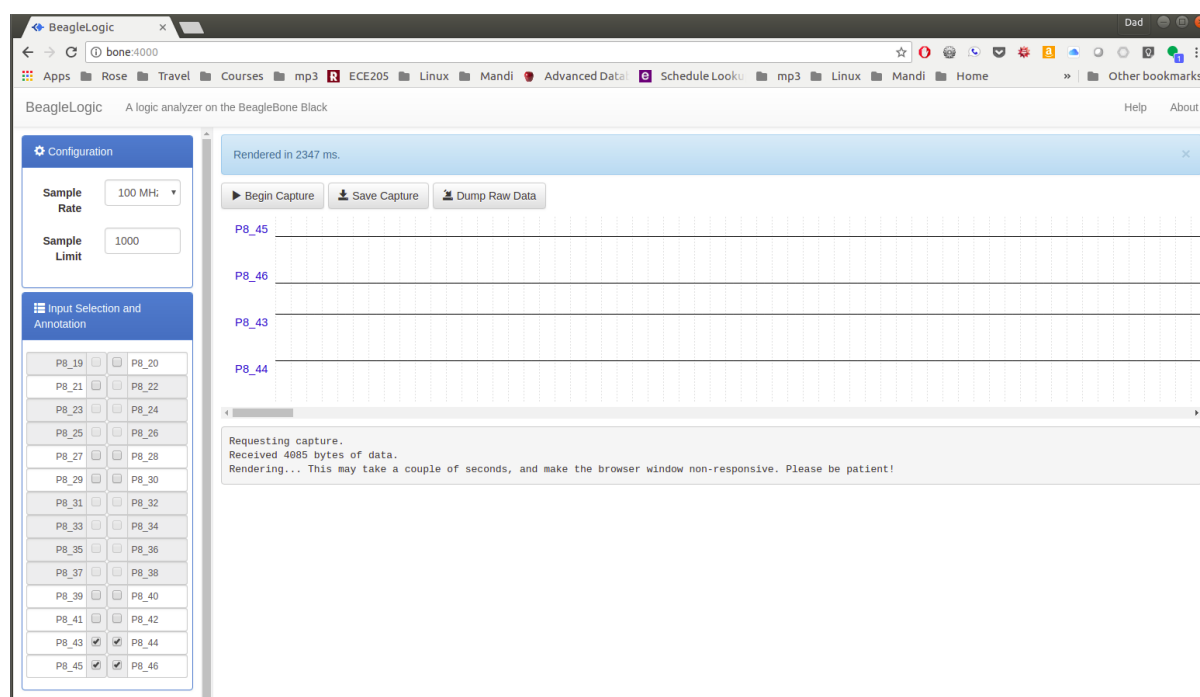 BeagleLogic
Dad
bone:4000
Apps Rose Travel Courses mp3 R ECE205 Linux Mandi Advanced Data e Schedule Looku mp3 Linux Mandi Home » Other bookmarks
BeagleLogic A logic analyzer on the BeagleBone Black Help About
Configuration
Sample Rate 100 MHz
Sample Limit 1000
Input Selection and
Annotation
P8_19 P8_20
P8_21 P8_22
P8_23 P8_24
P8_25 P8_26
P8_27 P8_28
P8_29 P8_30
P8_31 P8_32
P8_33 P8_34
P8_35 P8_36
P8_37 P8_38
P8_39 P8_40
P8_41 P8_42
P8_43 P8_44
P8_45 P8_46
Rendered in 2347 ms. ×
Begin Capture Save Capture Dump Raw Data
P8_45
P8_46
P8_43
P8_44
Requesting capture.
Received 4085 bytes of data.
Rendering... This may take a couple of seconds, and make the browser window non-responsive. Please be patient!